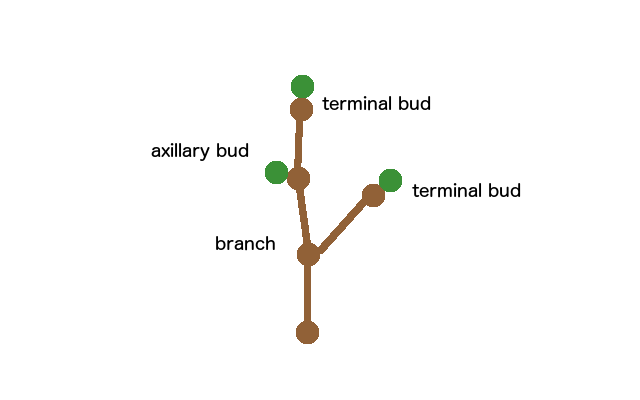 terminal bud
axillary bud
terminal bud
branch